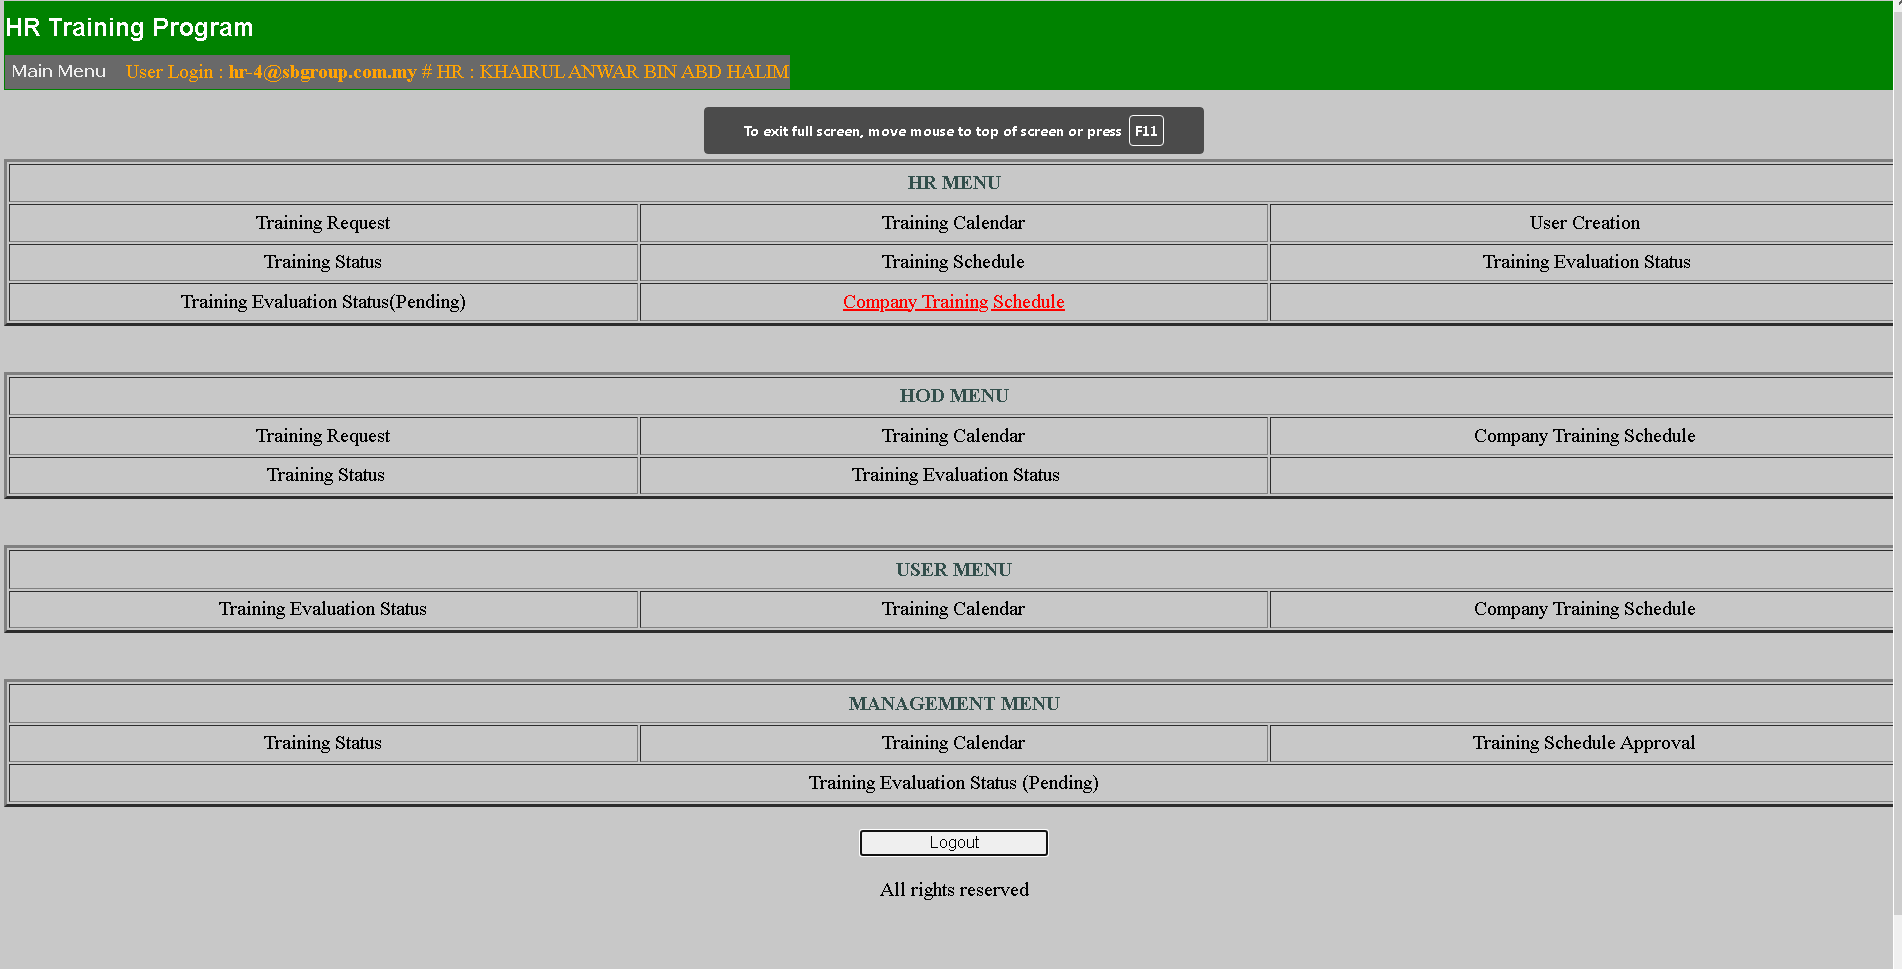 HR Training Program
Main Menu User Login : hr-4@sbgroup.com.my # HR : KHAIRUL ANWAR BIN ABD HALIM
To exit full screen, move mouse to top of screen or press F11
HR MENU
Training Request Training Calendar User Creation
Training Status Training Schedule Training Evaluation Status
Training Evaluation Status(Pending) Company Training Schedule
HOD MENU
Training Request Training Calendar Company Training Schedule
Training Status Training Evaluation Status
USER MENU
Training Evaluation Status Training Calendar Company Training Schedule
MANAGEMENT MENU
Training Status Training Calendar Training Schedule Approval
Training Evaluation Status (Pending)
Logout
All rights reserved